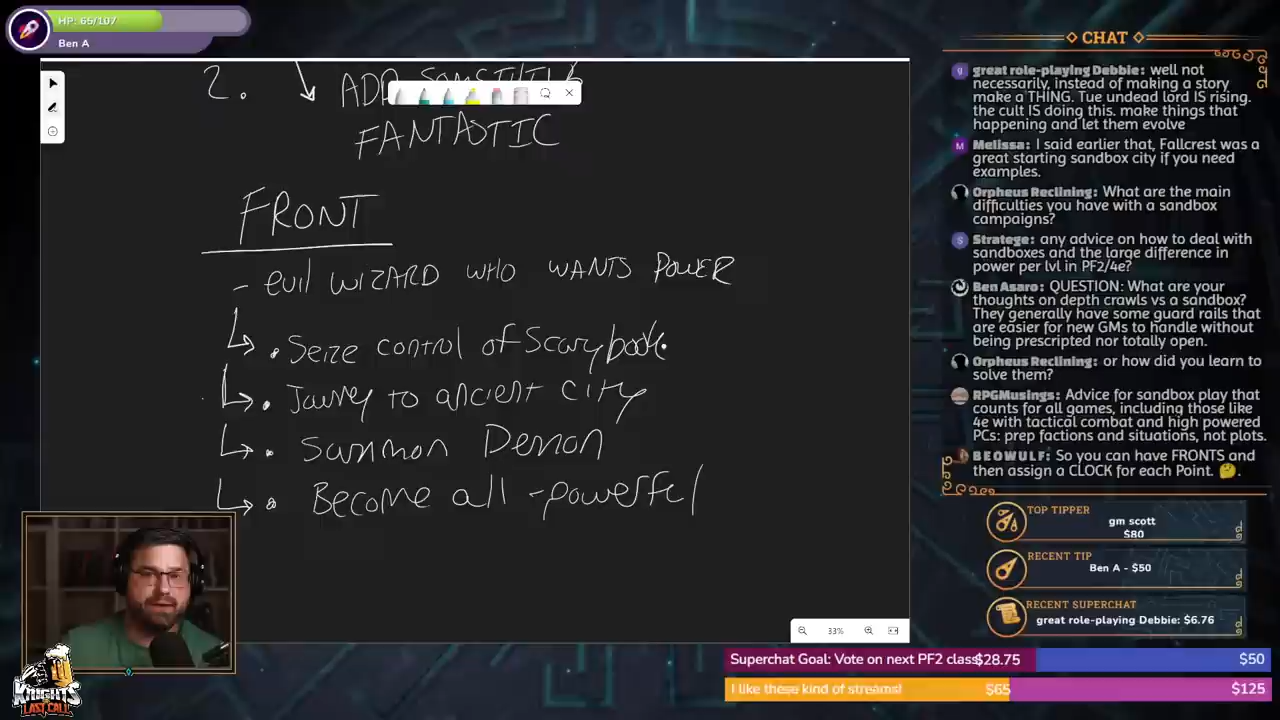 HP: 65/107
Ben A
2. ADD SOMETHING
FANTASTIC
FRONT
- evil WIZARD WHO WANTS POWER
• Seize control of Scary book.
• Journey to ancient city
• Summon Demon
• Become all-powerful
33%
CHAT
great role-playing Debbie: well not
necessarily, instead of making a story
make a THING. Tue undead lord IS rising.
the cult IS doing this. make things that
happening and let them evolve
Melissa: I said earlier that, Fallcrest was a
great starting sandbox city if you need
examples.
Orpheus Reclining: What are the main
difficulties you have with a sandbox
campaigns?
Stratege: any advice on how to deal with
sandboxes and the large difference in
power per lvl in PF2/4e?
Ben Asaro: QUESTION: What are your
thoughts on depth crawls vs a sandbox?
They generally have some guard rails that
are easier for new GMs to handle without
being prescripted nor totally open.
Orpheus Reclining: or how did you learn to
solve them?
RPGMusings: Advice for sandbox play that
counts for all games, including those like
4e with tactical combat and high powered
PCs: prep factions and situations, not plots.
BEOWULF: So you can have FRONTS and
then assign a CLOCK for each Point. 🤔.
TOP TIPPER
gm scott
$80
RECENT TIP
Ben A - $50
RECENT SUPERCHAT
great role-playing Debbie: $6.76
Superchat Goal: Vote on next PF2 class $28.75 $50
I like these kind of streams! $65 $125
KNIGHTS
OF LAST CALL